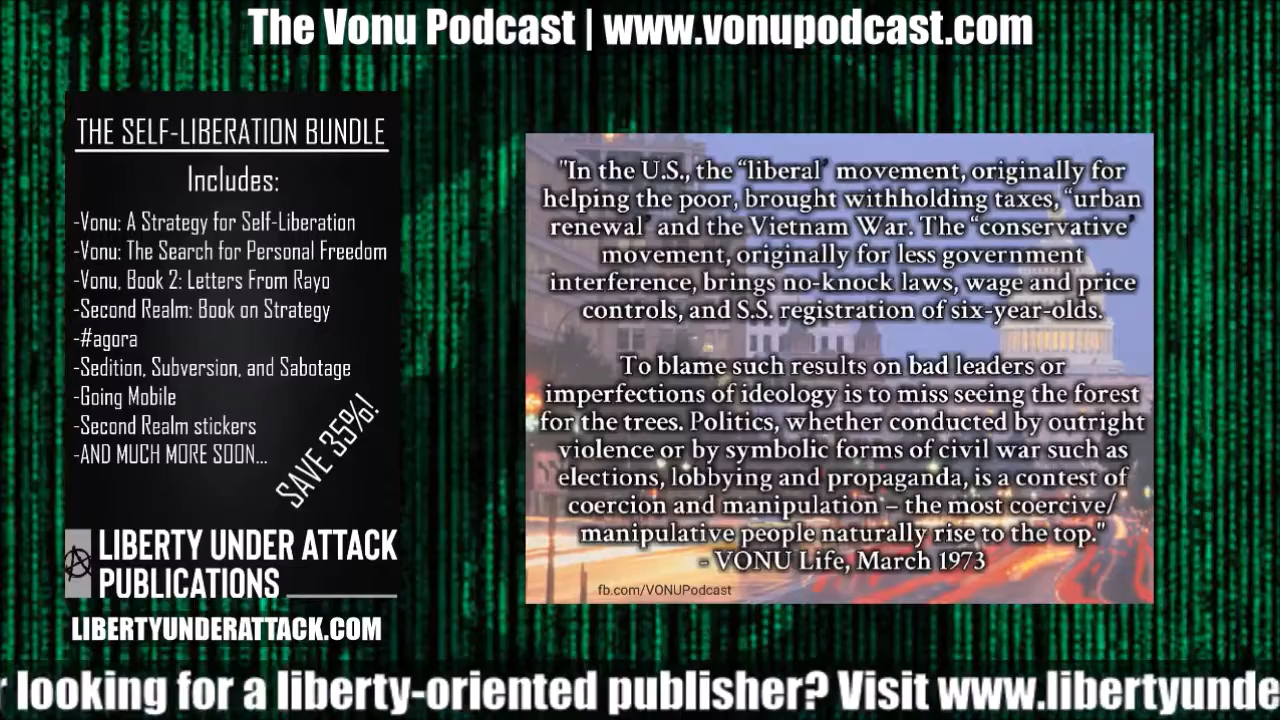 The Vonu Podcast | www.vonupodcast.com
THE SELF-LIBERATION BUNDLE
Includes:
-Vonu: A Strategy for Self-Liberation
-Vonu: The Search for Personal Freedom
-Vonu, Book 2: Letters From Rayo
-Second Realm: Book on Strategy
-#agora
-Sedition, Subversion, and Sabotage
-Going Mobile
-Second Realm stickers
-AND MUCH MORE SOON...
SAVE 35%!
LIBERTY UNDER ATTACK
PUBLICATIONS
LIBERTYUNDERATTACK.COM
"In the U.S., the “liberal’ movement, originally for
helping the poor, brought withholding taxes, “urban
renewal’ and the Vietnam War. The “conservative’
movement, originally for less government
interference, brings no-knock laws, wage and price
controls, and S.S. registration of six-year-olds.
To blame such results on bad leaders or
imperfections of ideology is to miss seeing the forest
for the trees. Politics, whether conducted by outright
violence or by symbolic forms of civil war such as
elections, lobbying and propaganda, is a contest of
coercion and manipulation – the most coercive/
manipulative people naturally rise to the top."
- VONU Life, March 1973
fb.com/VONUPodcast
r looking for a liberty-oriented publisher? Visit www.libertyunde